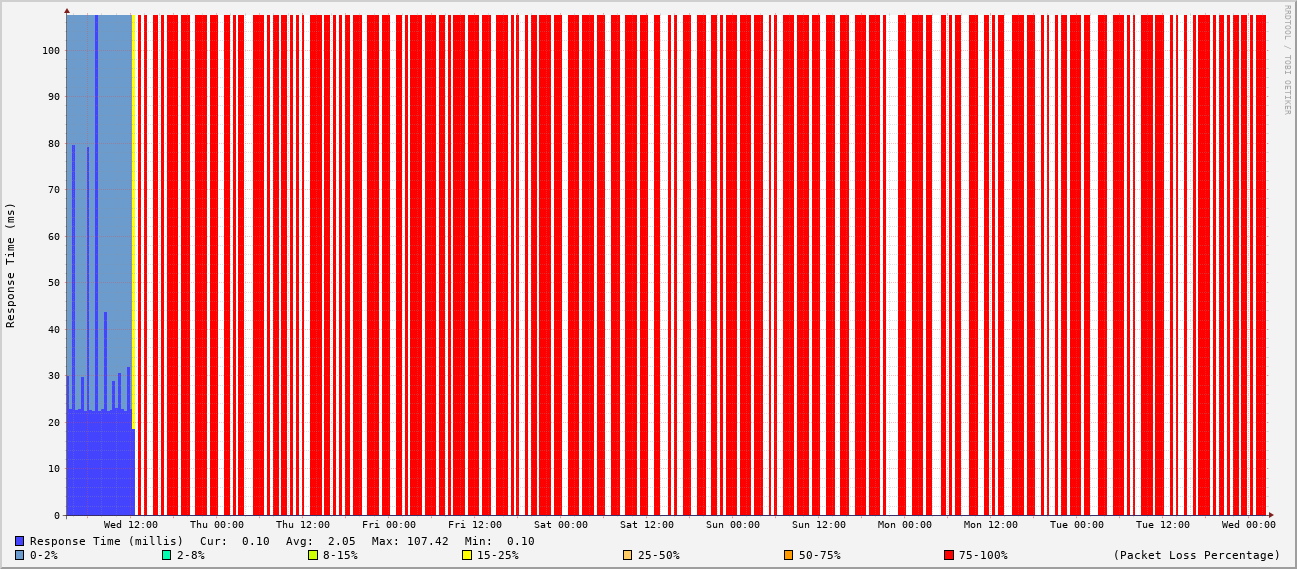 RRDTOOL / TOBI OETIKER
Response Time (ms)
100
90
80
70
60
50
40
30
20
10
0
Wed 12:00 Thu 00:00 Thu 12:00 Fri 00:00 Fri 12:00 Sat 00:00 Sat 12:00 Sun 00:00 Sun 12:00 Mon 00:00 Mon 12:00 Tue 00:00 Tue 12:00 Wed 00:00
Response Time (millis) Cur: 0.10 Avg: 2.05 Max: 107.42 Min: 0.10
0-2% 2-8% 8-15% 15-25% 25-50% 50-75% 75-100% (Packet Loss Percentage)